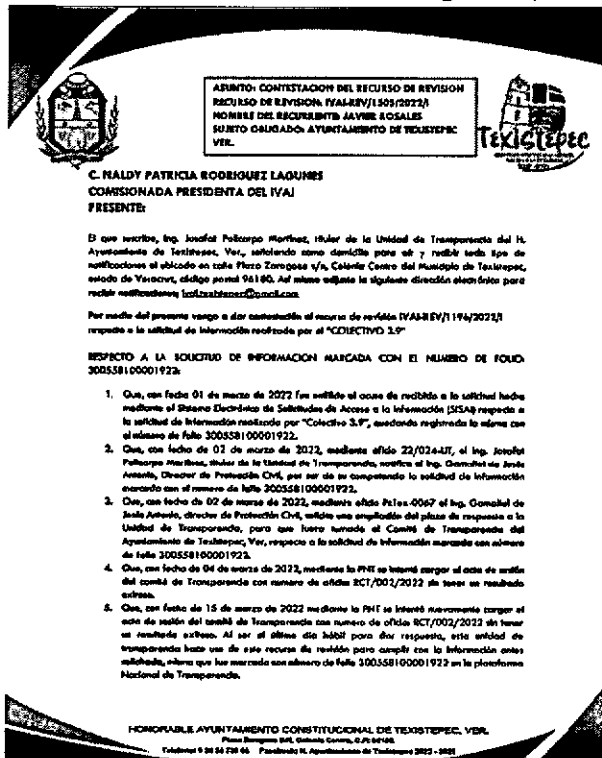 ASUNTO: CONTESTACION DEL RECURSO DE REVISION
RECURSO DE REVISION: IVAI-REV/1505/2022/I
NOMBRE DEL RECURRENTE: JAVIER ROSALES
SUJETO OBLIGADO: AYUNTAMIENTO DE TEXISTEPEC
VER.
TEXISTEPEC
C. NALDY PATRICIA RODRIGUEZ LAGUNES
COMISIONADA PRESIDENTA DEL IVAI
PRESENTE:
El que suscribe, Ing. Josafat Policarpo Martínez, titular de la Unidad de Transparencia del H.
Ayuntamiento de Texistepec, Ver., señalando como domicilio para oír y recibir todo tipo de
notificaciones el ubicado en calle Plaza Zaragoza s/n, Colonia Centro del Municipio de Texistepec,
estado de Veracruz, código postal 96180. Así mismo adjunto la siguiente dirección electrónica para
recibir notificaciones:
Por medio del presente vengo a dar contestación al recurso de revisión IVAI-REV/1196/2022/I
respecto a la solicitud de información realizada por el "COLECTIVO 3.9"
RESPECTO A LA SOLICITUD DE INFORMACION MARCADA CON EL NUMERO DE FOLIO
300558100001922:
1. Que, con fecha 01 de marzo de 2022 fue emitido el acuse de recibido a la solicitud hecha
mediante el Sistema Electrónico de Solicitudes de Acceso a la Información (SISAI) respecto a
la solicitud de información realizada por "Colectivo 3.9", quedando registrada la misma con
el número de folio 300558100001922.
2. Que, con fecha de 02 de marzo de 2022, mediante oficio 22/024-UT, el Ing. Josafat
Policarpo Martínez, titular de la Unidad de Transparencia, notifica al Ing. Gamaliel de Jesús
Antonio, Director de Protección Civil, por ser de su competencia la solicitud de información
marcada con el numero de folio 300558100001922.
3. Que, con fecha de 02 de marzo de 2022, mediante oficio Pc.Tex.-0067 el Ing. Gamaliel de
Jesús Antonio, director de Protección Civil, solicita una ampliación del plazo de respuesta a la
Unidad de Transparencia, para que fuera turnado al Comité de Transparencia del
Ayuntamiento de Texistepec, Ver, respecto a la solicitud de información marcada con número
de folio 300558100001922.
4. Que, con fecha de 04 de marzo de 2022, mediante la PNT se intentó cargar el acta de sesión
del comité de Transparencia con numero de oficios RCT/002/2022 sin tener un resultado
exitoso.
5. Que, con fecha de 15 de marzo de 2022 mediante la PNT se intentó nuevamente cargar el
acta de sesión del comité de Transparencia con numero de oficios RCT/002/2022 sin tener
un resultado exitoso. Al ser el último día hábil para dar respuesta, esta unidad de
transparencia hace uso de este recurso de revisión para cumplir con la información antes
solicitada, misma que fue marcada con número de folio 300558100001922 en la plataforma
Nacional de Transparencia.
HONORABLE AYUNTAMIENTO CONSTITUCIONAL DE TEXISTEPEC, VER.
Plaza Zaragoza S/N, Colonia Centro, C.P. 96180.